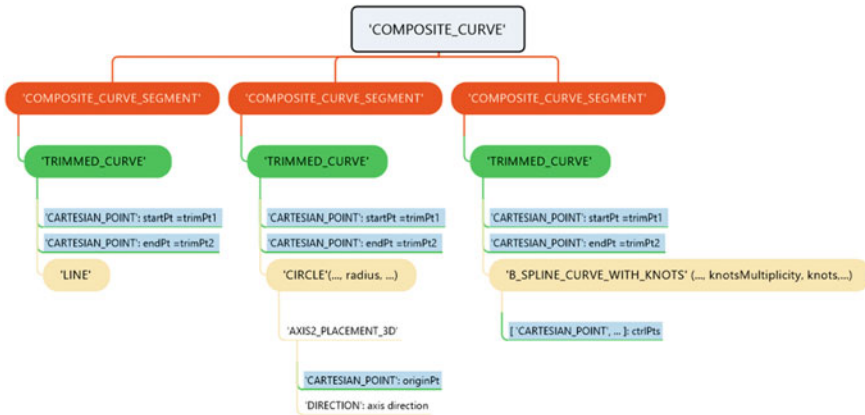 'COMPOSITE_CURVE'
'COMPOSITE_CURVE_SEGMENT'
'COMPOSITE_CURVE_SEGMENT'
'COMPOSITE_CURVE_SEGMENT'
'TRIMMED_CURVE'
'TRIMMED_CURVE'
'TRIMMED_CURVE'
'CARTESIAN_POINT': startPt =trimPt1
'CARTESIAN_POINT': startPt =trimPt1
'CARTESIAN_POINT': startPt =trimPt1
'CARTESIAN_POINT': endPt =trimPt2
'CARTESIAN_POINT': endPt =trimPt2
'CARTESIAN_POINT': endPt =trimPt2
'LINE'
'CIRCLE'(..., radius, ...)
'B_SPLINE_CURVE_WITH_KNOTS' (..., knotsMultiplicity, knots,...)
'AXIS2_PLACEMENT_3D'
[ 'CARTESIAN_POINT', ... ]: ctrlPts
'CARTESIAN_POINT': originPt
'DIRECTION': axis direction